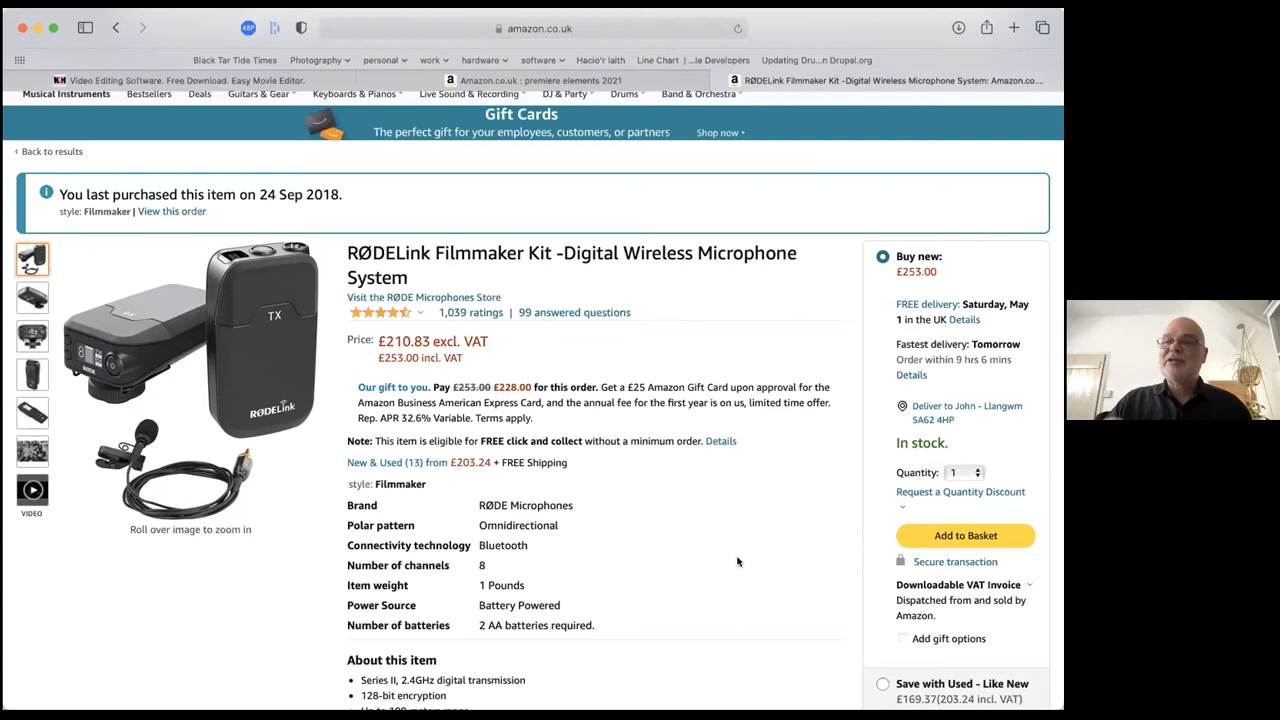 amazon.co.uk
Black Tar Tide Times Photography personal work hardware software Hacio'r Iaith Line Chart | ...le Developers Updating Dru...n Drupal.org
Video Editing Software. Free Download. Easy Movie Editor.
Amazon.co.uk : premiere elements 2021
RØDELink Filmmaker Kit -Digital Wireless Microphone System: Amazon.co....
Musical Instruments Bestsellers Deals Guitars & Gear Keyboards & Pianos Live Sound & Recording DJ & Party Drums Band & Orchestra
Gift Cards
The perfect gift for your employees, customers, or partners Shop now
‹ Back to results
You last purchased this item on 24 Sep 2018.
style: Filmmaker | View this order
TX
RØDELink
VIDEO
Roll over image to zoom in
RØDELink Filmmaker Kit -Digital Wireless Microphone
System
Visit the RØDE Microphones Store
1,039 ratings | 99 answered questions
Price: £210.83 excl. VAT
£253.00 incl. VAT
Our gift to you. Pay £253.00 £228.00 for this order. Get a £25 Amazon Gift Card upon approval for the
Amazon Business American Express Card, and the annual fee for the first year is on us, limited time offer.
Rep. APR 32.6% Variable. Terms apply.
Note: This item is eligible for FREE click and collect without a minimum order. Details
New & Used (13) from £203.24 + FREE Shipping
style: Filmmaker
Brand RØDE Microphones
Polar pattern Omnidirectional
Connectivity technology Bluetooth
Number of channels 8
Item weight 1 Pounds
Power Source Battery Powered
Number of batteries 2 AA batteries required.
About this item
• Series II, 2.4GHz digital transmission
• 128-bit encryption
Buy new:
£253.00
FREE delivery: Saturday, May
1 in the UK Details
Fastest delivery: Tomorrow
Order within 9 hrs 6 mins
Details
Deliver to John - Llangwm
SA62 4HP
In stock.
Quantity: 1
Request a Quantity Discount
Add to Basket
Secure transaction
Downloadable VAT Invoice
Dispatched from and sold by
Amazon.
Add gift options
Save with Used - Like New
£169.37(203.24 incl. VAT)